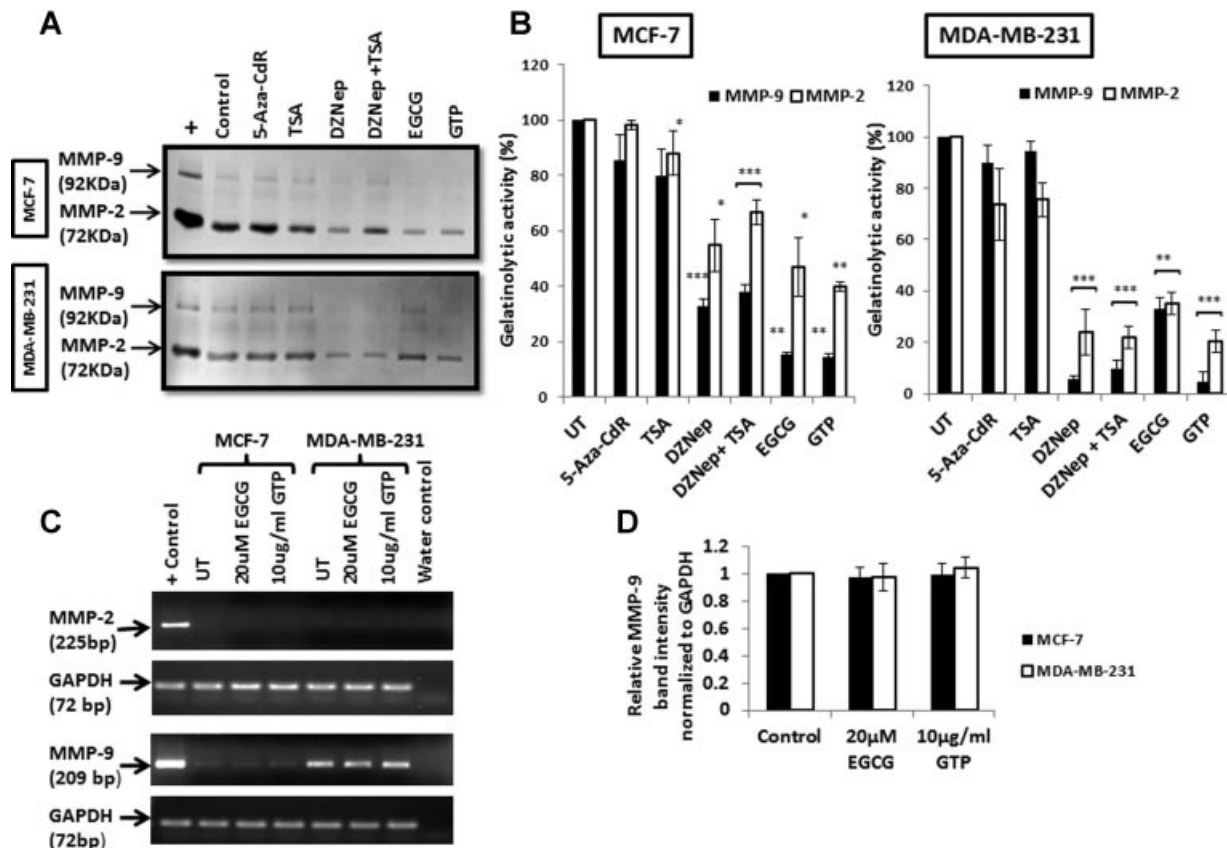 A
+
Control
5-Aza-CdR
TSA
DZNep
DZNep +TSA
EGCG
GTP
MCF-7
MMP-9
(92KDa)
MMP-2
(72KDa)
MDA-MB-231
MMP-9
(92KDa)
MMP-2
(72KDa)
B
MCF-7
Gelatinolytic activity (%)
120
100
80
60
40
20
0
MMP-9 MMP-2
*
***
*
***
*
**
**
**
UT
5-Aza-CdR
TSA
DZNep
DZNep+ TSA
EGCG
GTP
MDA-MB-231
Gelatinolytic activity (%)
120
100
80
60
40
20
0
MMP-9 MMP-2
***
***
**
***
UT
5-Aza-CdR
TSA
DZNep
DZNep + TSA
EGCG
GTP
C
MCF-7 MDA-MB-231
+ Control
UT
20uM EGCG
10ug/ml GTP
UT
20uM EGCG
10ug/ml GTP
Water control
MMP-2
(225bp)
GAPDH
(72 bp)
MMP-9
(209 bp)
GAPDH
(72bp)
D
Relative MMP-9
band intensity
normalized to GAPDH
1.2
1
0.8
0.6
0.4
0.2
0
Control
20µM
EGCG
10µg/ml
GTP
MCF-7
MDA-MB-231